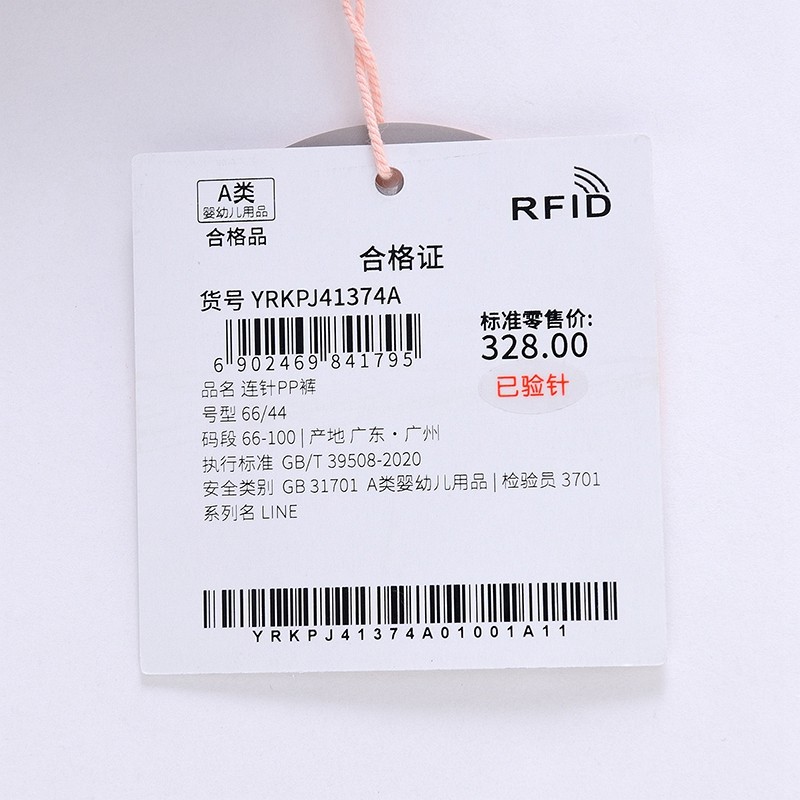 A类
婴幼儿用品
合格品
RFID
合格证
货号 YRKPJ41374A
6 902469 841795
标准零售价:
328.00
已验针
品名 连针PP裤
号型 66/44
码段 66-100 | 产地 广东·广州
执行标准 GB/T 39508-2020
安全类别 GB 31701 A类婴幼儿用品 | 检验员 3701
系列名 LINE
YRKPJ41374A01001A11